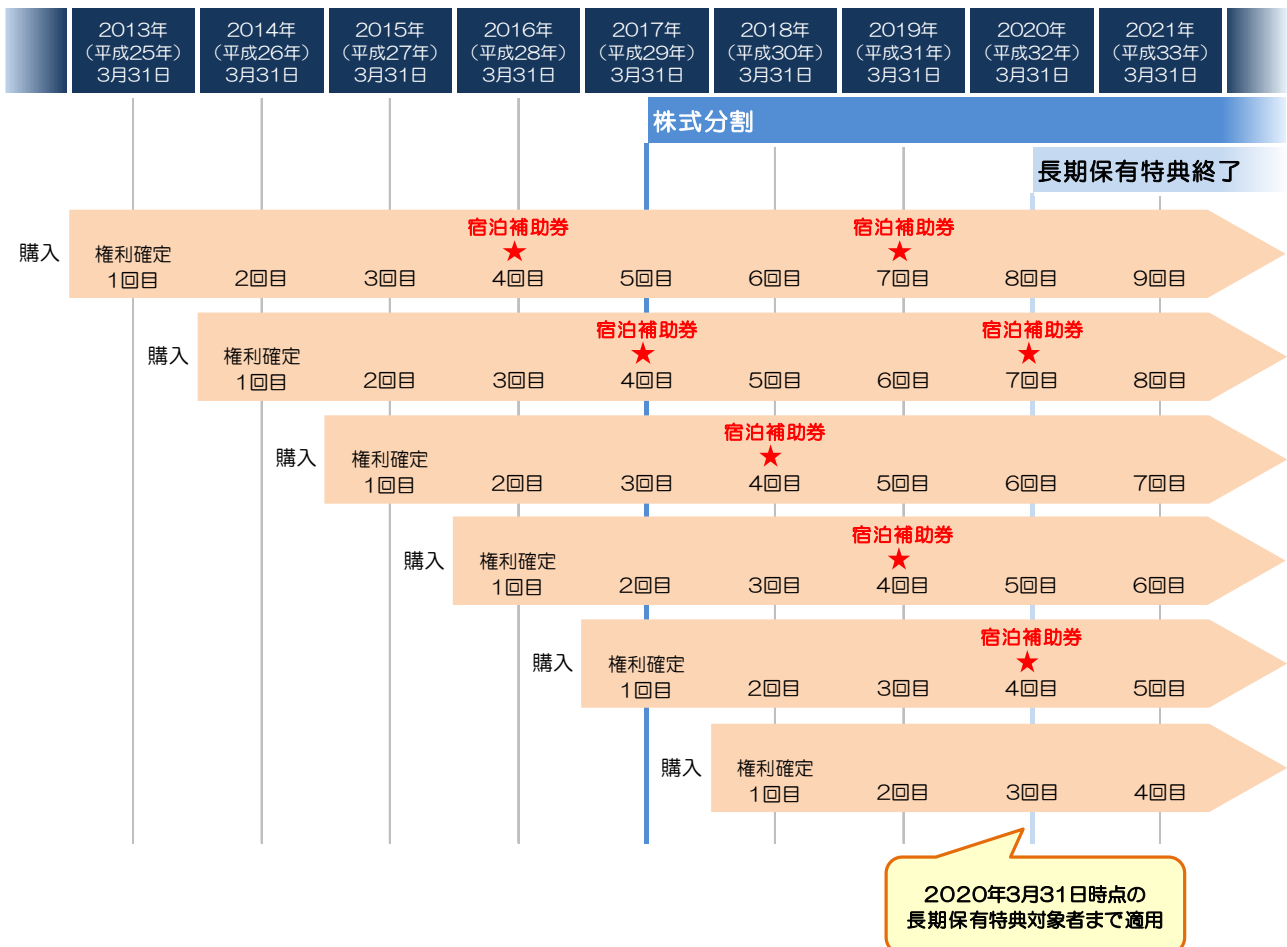 2013年
（平成25年）
3月31日
2014年
（平成26年）
3月31日
2015年
（平成27年）
3月31日
2016年
（平成28年）
3月31日
2017年
（平成29年）
3月31日
2018年
（平成30年）
3月31日
2019年
（平成31年）
3月31日
2020年
（平成32年）
3月31日
2021年
（平成33年）
3月31日
株式分割
長期保有特典終了
宿泊補助券 宿泊補助券
★ ★
購入 権利確定
1回目 2回目 3回目 4回目 5回目 6回目 7回目 8回目 9回目
宿泊補助券 宿泊補助券
★ ★
購入 権利確定
1回目 2回目 3回目 4回目 5回目 6回目 7回目 8回目
宿泊補助券
★
購入 権利確定
1回目 2回目 3回目 4回目 5回目 6回目 7回目
宿泊補助券
★
購入 権利確定
1回目 2回目 3回目 4回目 5回目 6回目
宿泊補助券
★
購入 権利確定
1回目 2回目 3回目 4回目 5回目
購入 権利確定
1回目 2回目 3回目 4回目
2020年3月31日時点の
長期保有特典対象者まで適用